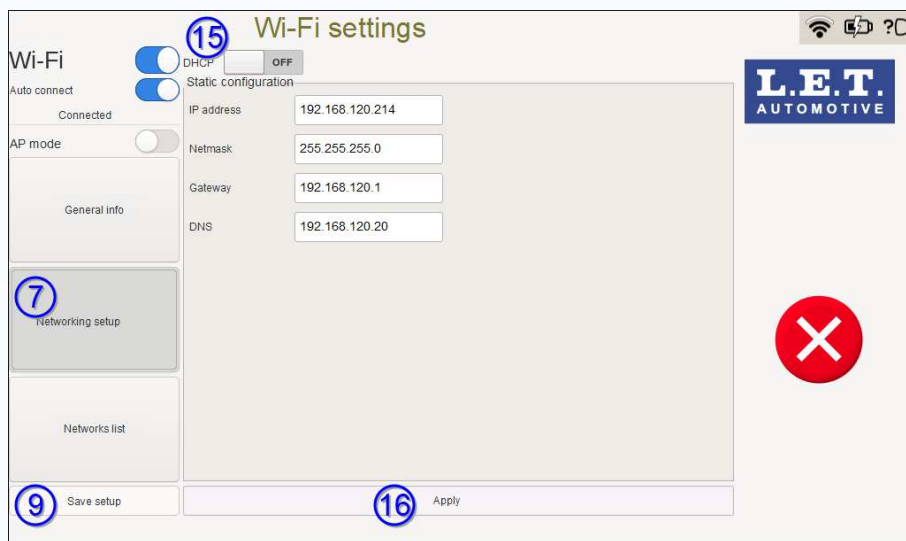 Wi-Fi settings
?
15
Wi-Fi
DHCP OFF
Auto connect
Static configuration
Connected
IP address 192.168.120.214
AP mode
Netmask 255.255.255.0
Gateway 192.168.120.1
General info
DNS 192.168.120.20
7
Networking setup
Networks list
9 Save setup
16 Apply
L.E.T.
AUTOMOTIVE